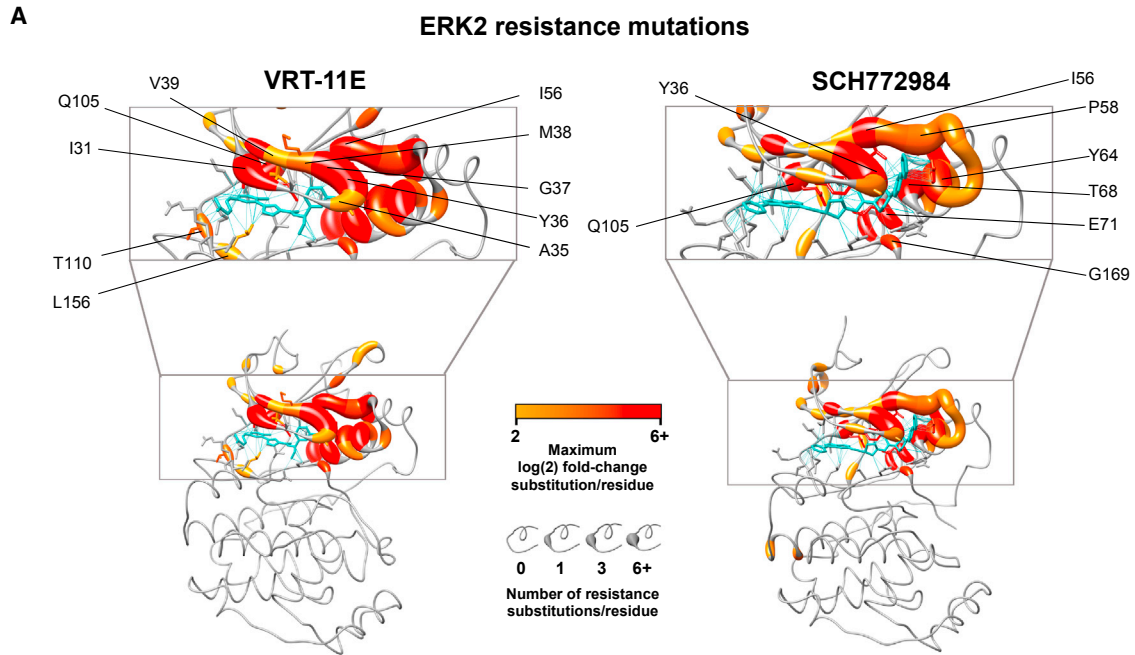 A
ERK2 resistance mutations
VRT-11E
V39
Q105
I31
T110
L156
I56
M38
G37
Y36
A35
SCH772984
Y36
Q105
I56
P58
Y64
T68
E71
G169
2 6+
Maximum
log(2) fold-change
substitution/residue
0 1 3 6+
Number of resistance
substitutions/residue